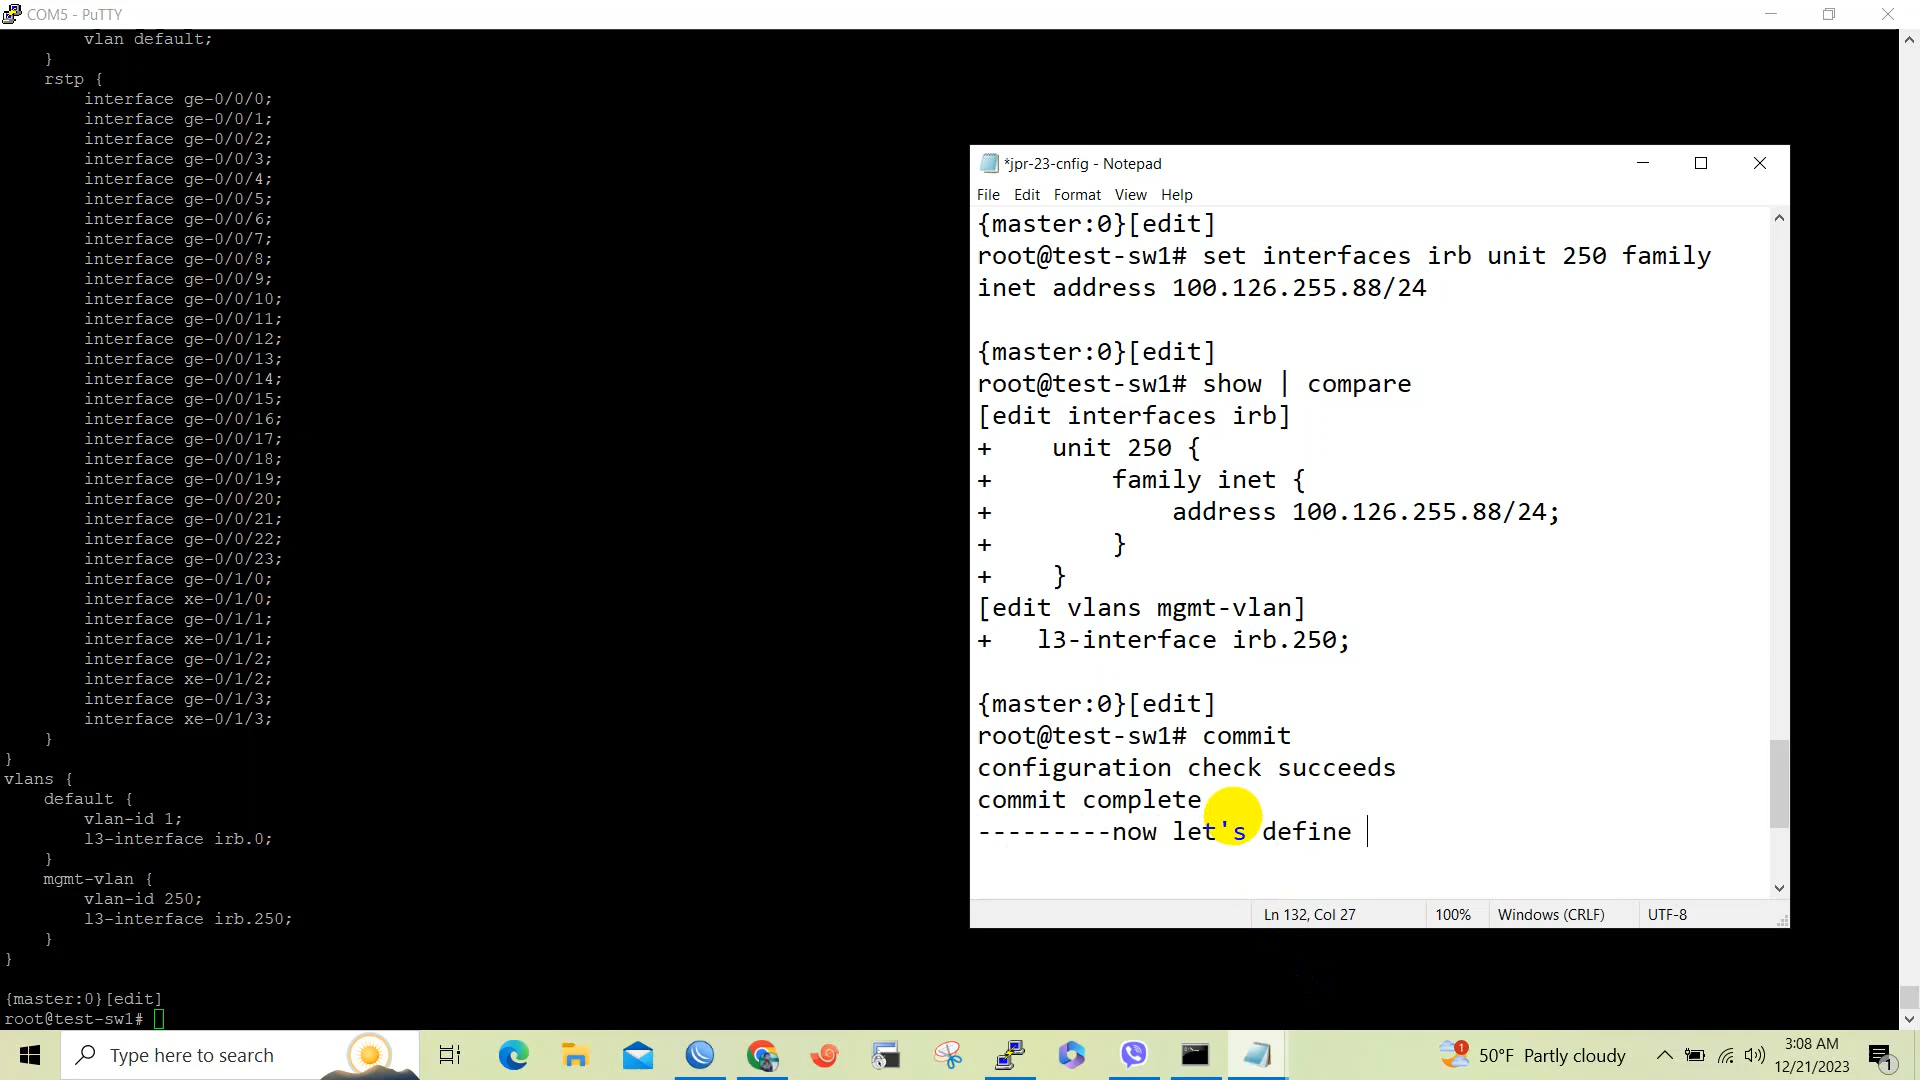 COM5 - PuTTY
vlan default;
}
rstp {
interface ge-0/0/0;
interface ge-0/0/1;
interface ge-0/0/2;
interface ge-0/0/3;
interface ge-0/0/4;
interface ge-0/0/5;
interface ge-0/0/6;
interface ge-0/0/7;
interface ge-0/0/8;
interface ge-0/0/9;
interface ge-0/0/10;
interface ge-0/0/11;
interface ge-0/0/12;
interface ge-0/0/13;
interface ge-0/0/14;
interface ge-0/0/15;
interface ge-0/0/16;
interface ge-0/0/17;
interface ge-0/0/18;
interface ge-0/0/19;
interface ge-0/0/20;
interface ge-0/0/21;
interface ge-0/0/22;
interface ge-0/0/23;
interface ge-0/1/0;
interface xe-0/1/0;
interface ge-0/1/1;
interface xe-0/1/1;
interface ge-0/1/2;
interface xe-0/1/2;
interface ge-0/1/3;
interface xe-0/1/3;
}
}
vlans {
default {
vlan-id 1;
l3-interface irb.0;
}
mgmt-vlan {
vlan-id 250;
l3-interface irb.250;
}
}
{master:0}[edit]
root@test-sw1#
*jpr-23-cnfig - Notepad
File Edit Format View Help
{master:0}[edit]
root@test-sw1# set interfaces irb unit 250 family
inet address 100.126.255.88/24
{master:0}[edit]
root@test-sw1# show | compare
[edit interfaces irb]
+ unit 250 {
+ family inet {
+ address 100.126.255.88/24;
+ }
+ }
[edit vlans mgmt-vlan]
+ l3-interface irb.250;
{master:0}[edit]
root@test-sw1# commit
configuration check succeeds
commit complete
---------now let's define
Ln 132, Col 27 100% Windows (CRLF) UTF-8
Type here to search
1
50°F Partly cloudy
3:08 AM
12/21/2023
1